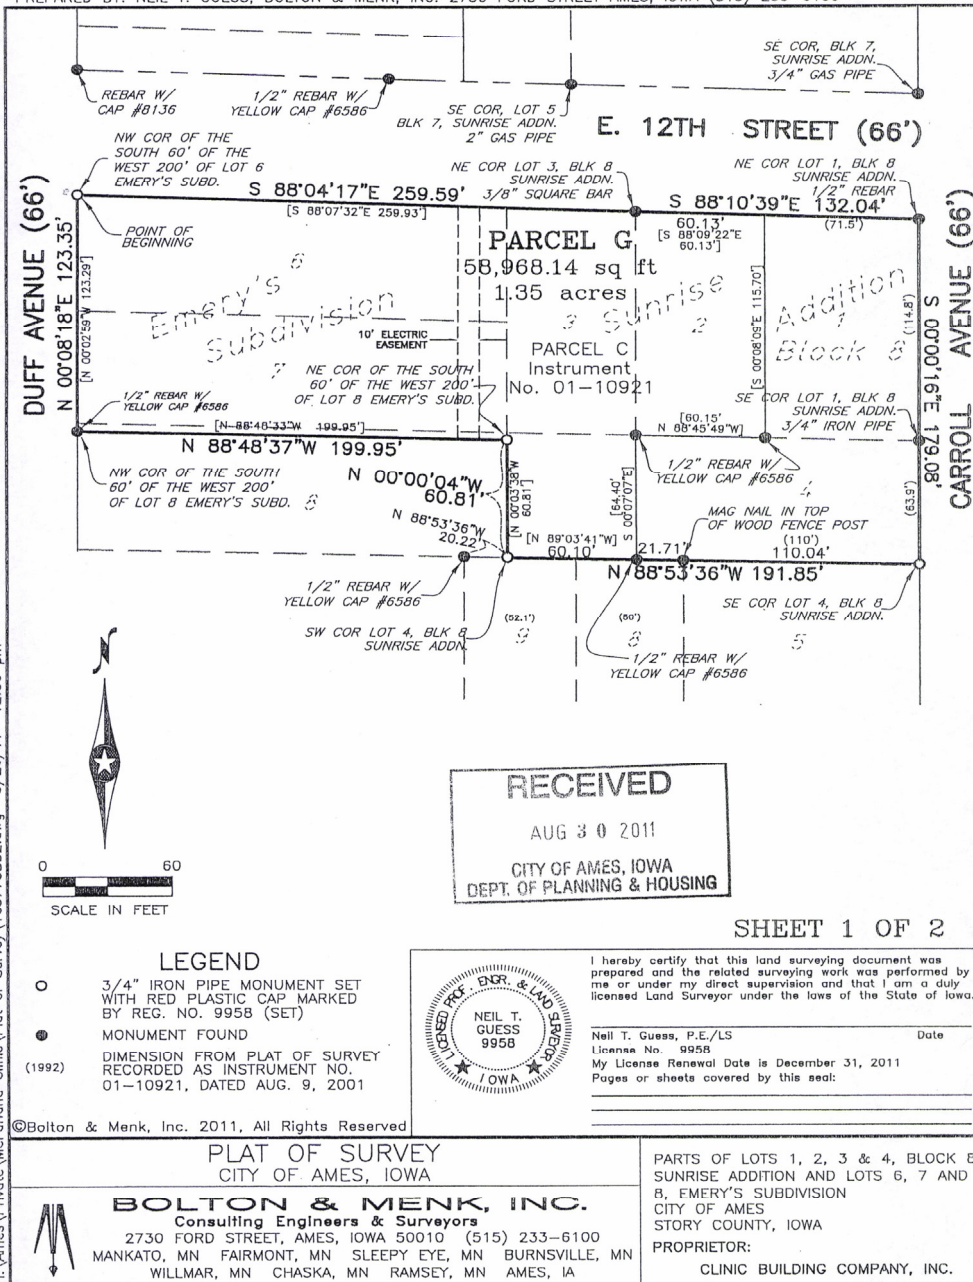 PREPARED BY: NEIL T. GUESS, BOLTON & MENK, INC. 2730 FORD STREET AMES, IOWA (515) 233-6100
SE COR, BLK 7,
SUNRISE ADDN.
3/4" GAS PIPE
REBAR W/
CAP #8136
1/2" REBAR W/
YELLOW CAP #6586
SE COR, LOT 5
BLK 7, SUNRISE ADDN.
2" GAS PIPE
E. 12TH STREET (66')
NW COR OF THE
SOUTH 60' OF THE
WEST 200' OF LOT 6
EMERY'S SUBD.
NE COR LOT 3, BLK 8
SUNRISE ADDN.
3/8" SQUARE BAR
NE COR LOT 1, BLK 8
SUNRISE ADDN.
1/2" REBAR
S 88°04'17"E 259.59'
[S 88°07'32"E 259.93']
S 88°10'39"E 132.04'
60.13'
[S 88°09'22"E
60.13']
(71.5')
POINT OF
BEGINNING
DUFF AVENUE (66')
N 00°08'18"E 123.35'
[N 00°02'59"W 123.29']
PARCEL G
58,968.14 sq ft
1.35 acres
6
Emery's
Subdivision
7
3 Sunrise
2
Addition
1
Block 8
[S 00°08'09"E 115.70']
(114.8')
CARROLL AVENUE (66')
S 00°00'16"E 179.08'
10' ELECTRIC
EASEMENT
PARCEL C
Instrument
No. 01-10921
NE COR OF THE SOUTH
60' OF THE WEST 200'
OF LOT 8 EMERY'S SUBD.
1/2" REBAR W/
YELLOW CAP #6586
SE COR LOT 1, BLK 8
SUNRISE ADDN.
3/4" IRON PIPE
[N 88°48'33"W 199.95']
N 88°48'37"W 199.95'
[60.15'
N 88°45'49"W]
NW COR OF THE SOUTH
60' OF THE WEST 200'
OF LOT 8 EMERY'S SUBD.
8
N 00°00'04"W
60.81'
[N 00°03'38"W
60.81']
N 88°53'36"W
20.22'
1/2" REBAR W/
YELLOW CAP #6586
4
[64.40'
S 00°07'07"E]
MAG NAIL IN TOP
OF WOOD FENCE POST
(63.9')
[N 89°03'41"W]
60.10'
21.71'
(110')
110.04'
N 88°53'36"W 191.85'
1/2" REBAR W/
YELLOW CAP #6586
SE COR LOT 4, BLK 8
SUNRISE ADDN.
SW COR LOT 4, BLK 8
SUNRISE ADDN.
(52.1')
9
(60')
8
5
1/2" REBAR W/
YELLOW CAP #6586
N
0 60
SCALE IN FEET
RECEIVED
AUG 30 2011
CITY OF AMES, IOWA
DEPT. OF PLANNING & HOUSING
SHEET 1 OF 2
LEGEND
3/4" IRON PIPE MONUMENT SET
WITH RED PLASTIC CAP MARKED
BY REG. NO. 9958 (SET)
MONUMENT FOUND
(1992) DIMENSION FROM PLAT OF SURVEY
RECORDED AS INSTRUMENT NO.
01-10921, DATED AUG. 9, 2001
©Bolton & Menk, Inc. 2011, All Rights Reserved
LICENSED PROF. ENGR. & LAND SURVEYOR
NEIL T.
GUESS
9958
IOWA
I hereby certify that this land surveying document was
prepared and the related surveying work was performed by
me or under my direct supervision and that I am a duly
licensed Land Surveyor under the laws of the State of Iowa.
Neil T. Guess, P.E./LS Date
License No. 9958
My License Renewal Date is December 31, 2011
Pages or sheets covered by this seal:
PLAT OF SURVEY
CITY OF AMES, IOWA
BOLTON & MENK, INC.
Consulting Engineers & Surveyors
2730 FORD STREET, AMES, IOWA 50010 (515) 233-6100
MANKATO, MN FAIRMONT, MN SLEEPY EYE, MN BURNSVILLE, MN
WILLMAR, MN CHASKA, MN RAMSEY, MN AMES, IA
PARTS OF LOTS 1, 2, 3 & 4, BLOCK 8
SUNRISE ADDITION AND LOTS 6, 7 AND
8, EMERY'S SUBDIVISION
CITY OF AMES
STORY COUNTY, IOWA
PROPRIETOR:
CLINIC BUILDING COMPANY, INC.